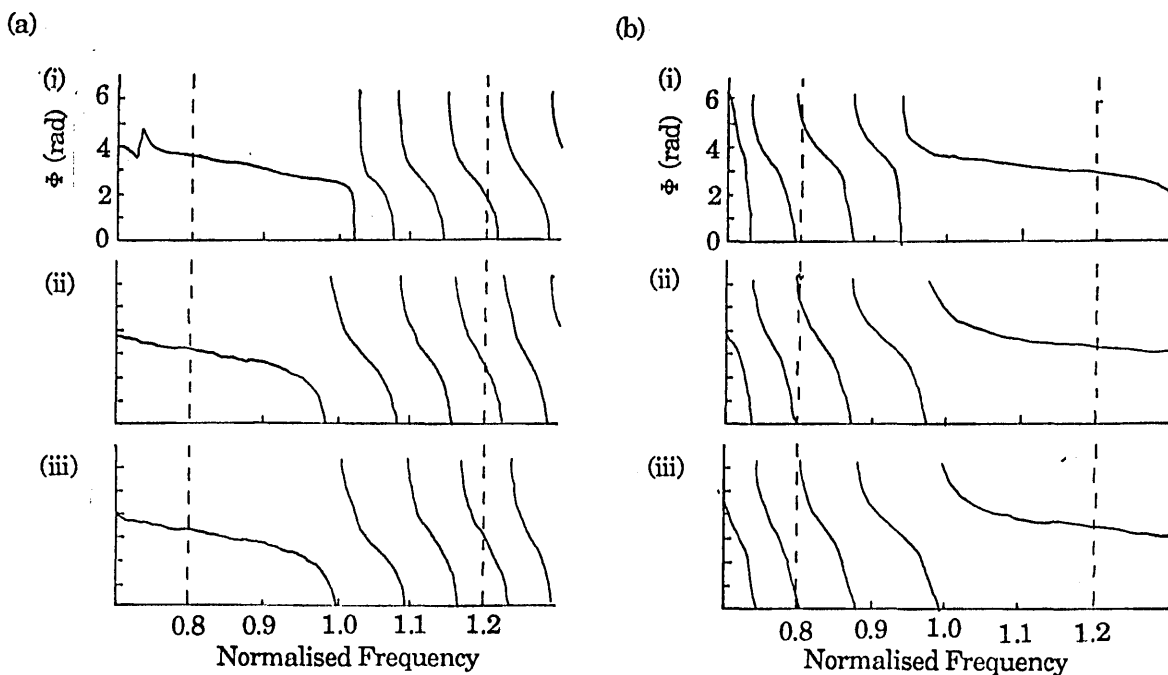 (a)
(i)
6
4
2
0
Φ (rad)
(ii)
(iii)
0.8 0.9 1.0 1.1 1.2
Normalised Frequency
(b)
(i)
6
4
2
0
Φ (rad)
(ii)
(iii)
0.8 0.9 1.0 1.1 1.2
Normalised Frequency